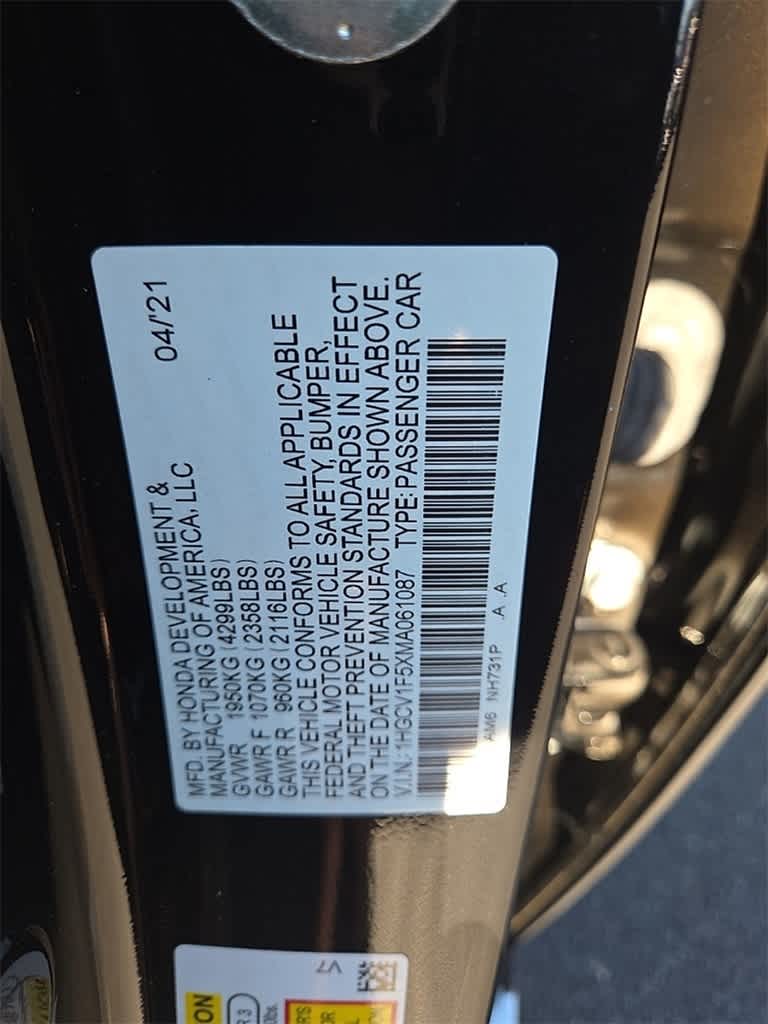 MFD. BY HONDA DEVELOPMENT & 04/'21
MANUFACTURING OF AMERICA, LLC
GVWR 1950KG (4299LBS)
GAWR F 1070KG (2358LBS)
GAWR R 960KG (2116LBS)
THIS VEHICLE CONFORMS TO ALL APPLICABLE
FEDERAL MOTOR VEHICLE SAFETY, BUMPER,
AND THEFT PREVENTION STANDARDS IN EFFECT
ON THE DATE OF MANUFACTURE SHOWN ABOVE.
V.I.N.: 1HGCV1F5XMA061087 TYPE: PASSENGER CAR
AM6 NH731P .A .A